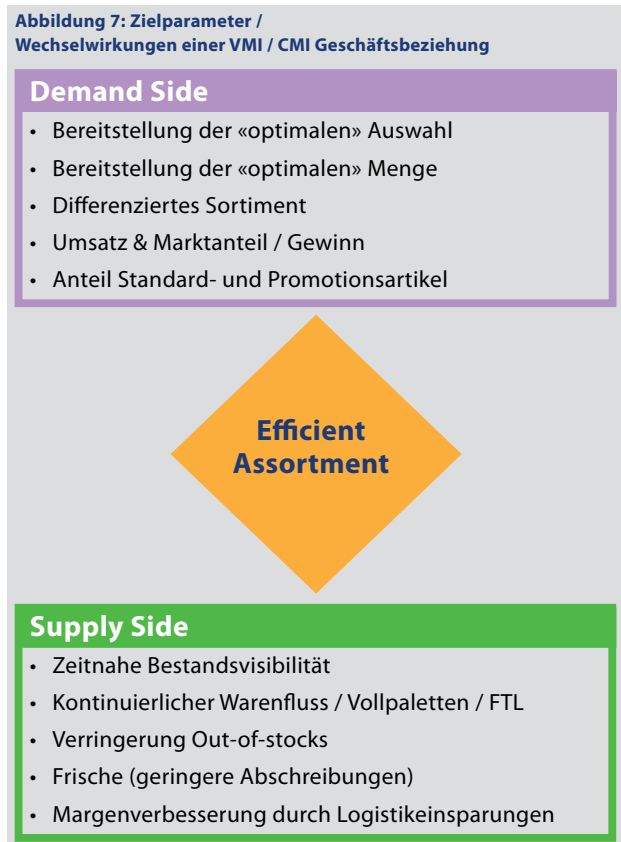 Abbildung 7: Zielparameter /
Wechselwirkungen einer VMI / CMI Geschäftsbeziehung
Demand Side
• Bereitstellung der «optimalen» Auswahl
• Bereitstellung der «optimalen» Menge
• Differenziertes Sortiment
• Umsatz & Marktanteil / Gewinn
• Anteil Standard- und Promotionsartikel
Efficient
Assortment
Supply Side
• Zeitnahe Bestandsvisibilität
• Kontinuierlicher Warenfluss / Vollpaletten / FTL
• Verringerung Out-of-stocks
• Frische (geringere Abschreibungen)
• Margenverbesserung durch Logistikeinsparungen